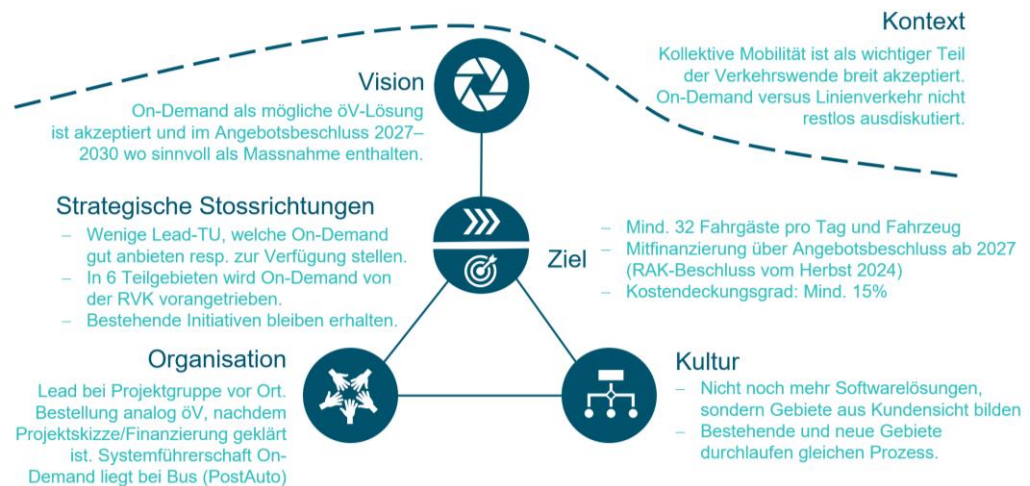 Kontext
Kollektive Mobilität ist als wichtiger Teil
der Verkehrswende breit akzeptiert.
On-Demand versus Linienverkehr nicht
restlos ausdiskutiert.
Vision
On-Demand als mögliche öV-Lösung
ist akzeptiert und im Angebotsbeschluss 2027–
2030 wo sinnvoll als Massnahme enthalten.
Strategische Stossrichtungen
– Wenige Lead-TU, welche On-Demand
gut anbieten resp. zur Verfügung stellen.
– In 6 Teilgebieten wird On-Demand von
der RVK vorangetrieben.
– Bestehende Initiativen bleiben erhalten.
Ziel
– Mind. 32 Fahrgäste pro Tag und Fahrzeug
– Mitfinanzierung über Angebotsbeschluss ab 2027
(RAK-Beschluss vom Herbst 2024)
– Kostendeckungsgrad: Mind. 15%
Organisation
Lead bei Projektgruppe vor Ort.
Bestellung analog öV, nachdem
Projektskizze/Finanzierung geklärt
ist. Systemführerschaft On-
Demand liegt bei Bus (PostAuto)
Kultur
– Nicht noch mehr Softwarelösungen,
sondern Gebiete aus Kundensicht bilden
– Bestehende und neue Gebiete
durchlaufen gleichen Prozess.